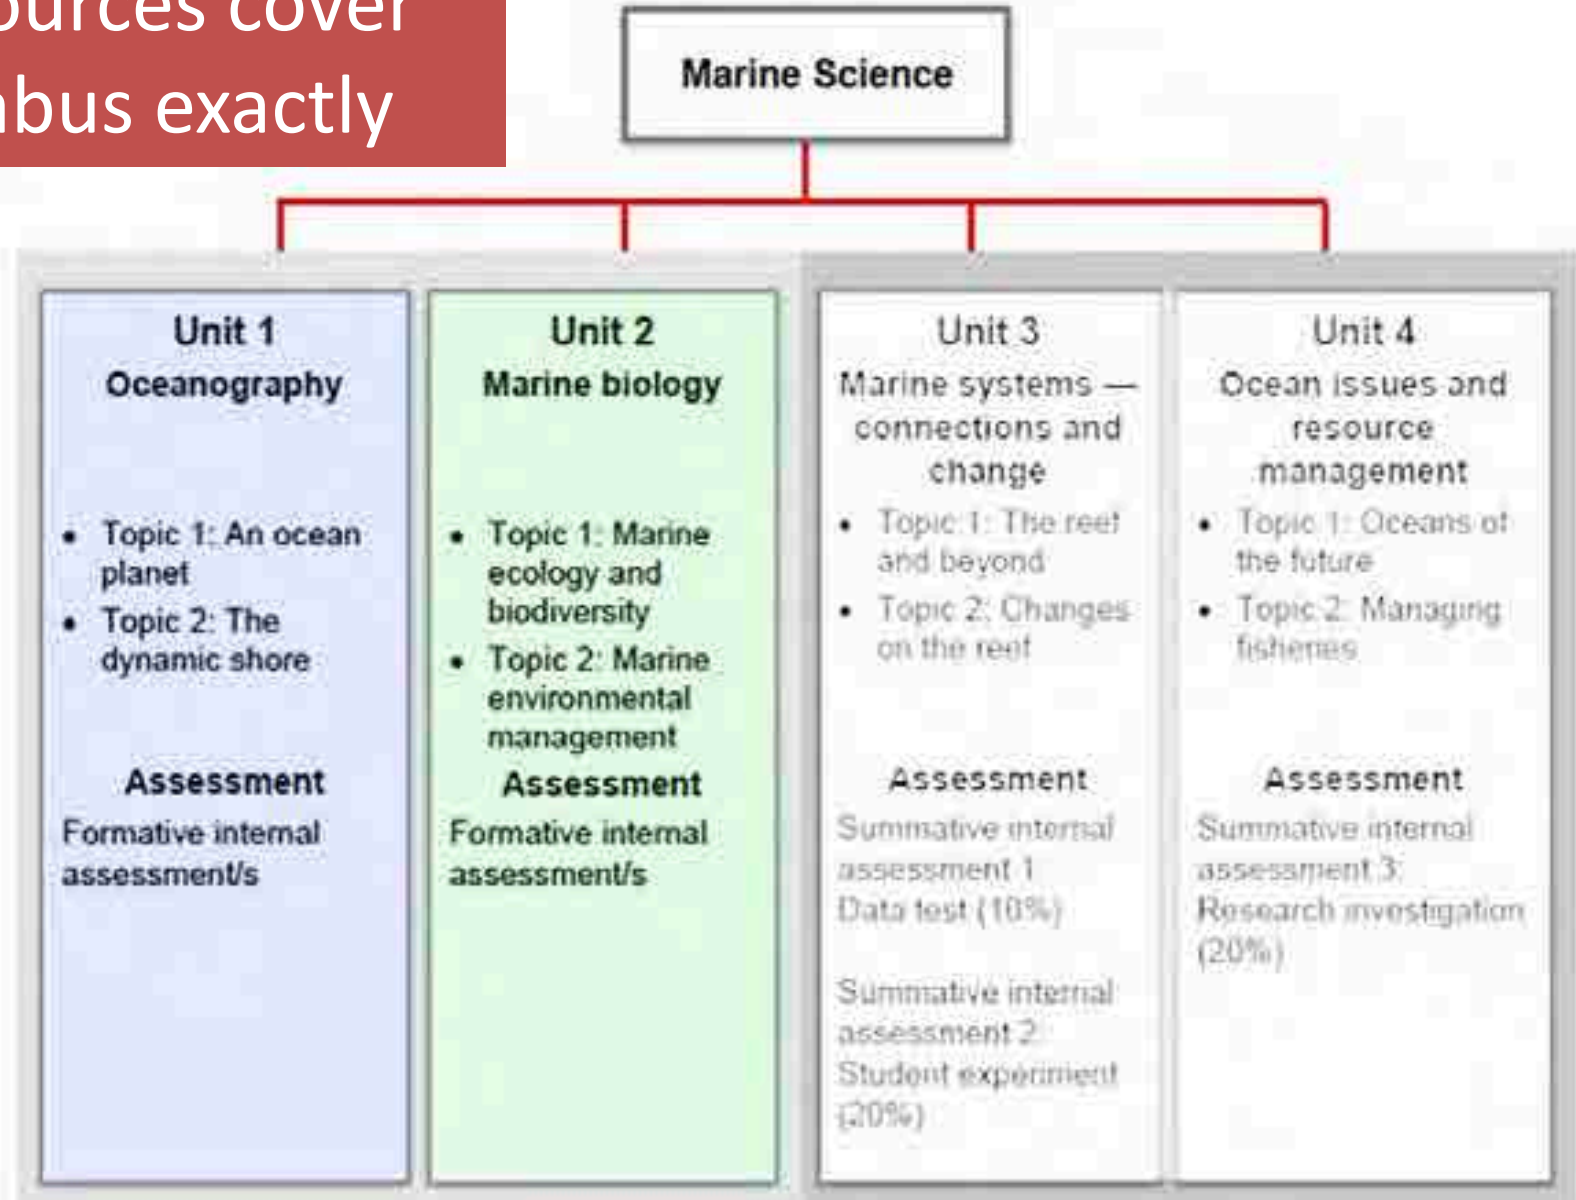 ources cover
abus exactly
Marine Science
Unit 1
Oceanography
• Topic 1: An ocean
planet
• Topic 2: The
dynamic shore
Assessment
Formative internal
assessment/s
Unit 2
Marine biology
• Topic 1: Marine
ecology and
biodiversity
• Topic 2: Marine
environmental
management
Assessment
Formative internal
assessment/s
Unit 3
Marine systems —
connections and
change
• Topic 1: The reef
and beyond
• Topic 2: Changes
on the reef
Assessment
Summative internal
assessment 1:
Data test (10%)
Summative internal
assessment 2:
Student experiment
(20%)
Unit 4
Ocean issues and
resource
management
• Topic 1: Oceans of
the future
• Topic 2: Managing
fisheries
Assessment
Summative internal
assessment 3:
Research investigation
(20%)